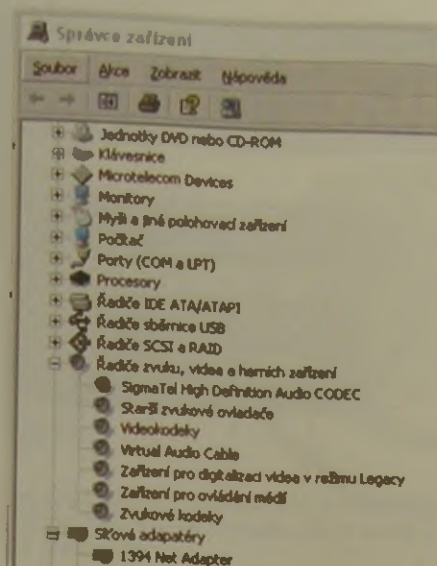 Správce zařízení
Soubor Akce Zobrazit Nápověda
Jednotky DVD nebo CD-ROM
Klávesnice
Microtelecom Devices
Monitory
Myši a jiná polohovací zařízení
Počítač
Porty (COM a LPT)
Procesory
Řadiče IDE ATA/ATAPI
Řadiče sběrnice USB
Řadiče SCSI a RAID
Řadiče zvuku, videa a herních zařízení
SigmaTel High Definition Audio CODEC
Starší zvukové ovladače
Videokodeky
Virtual Audio Cable
Zařízení pro digitalizaci videa v režimu Legacy
Zařízení pro ovládání médií
Zvukové kodeky
Síťové adaptéry
1394 Net Adapter